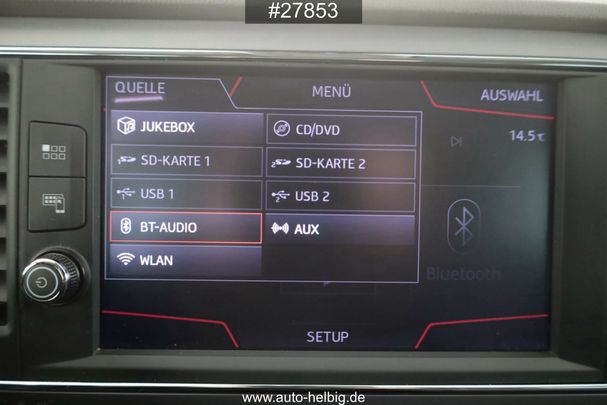 #27853
QUELLE
MENÜ
AUSWAHL
JUKEBOX
CD/DVD
14.5℃
SD-KARTE 1
SD-KARTE 2
USB 1
USB 2
BT-AUDIO
AUX
WLAN
Bluetooth
SETUP
www.auto-helbig.de